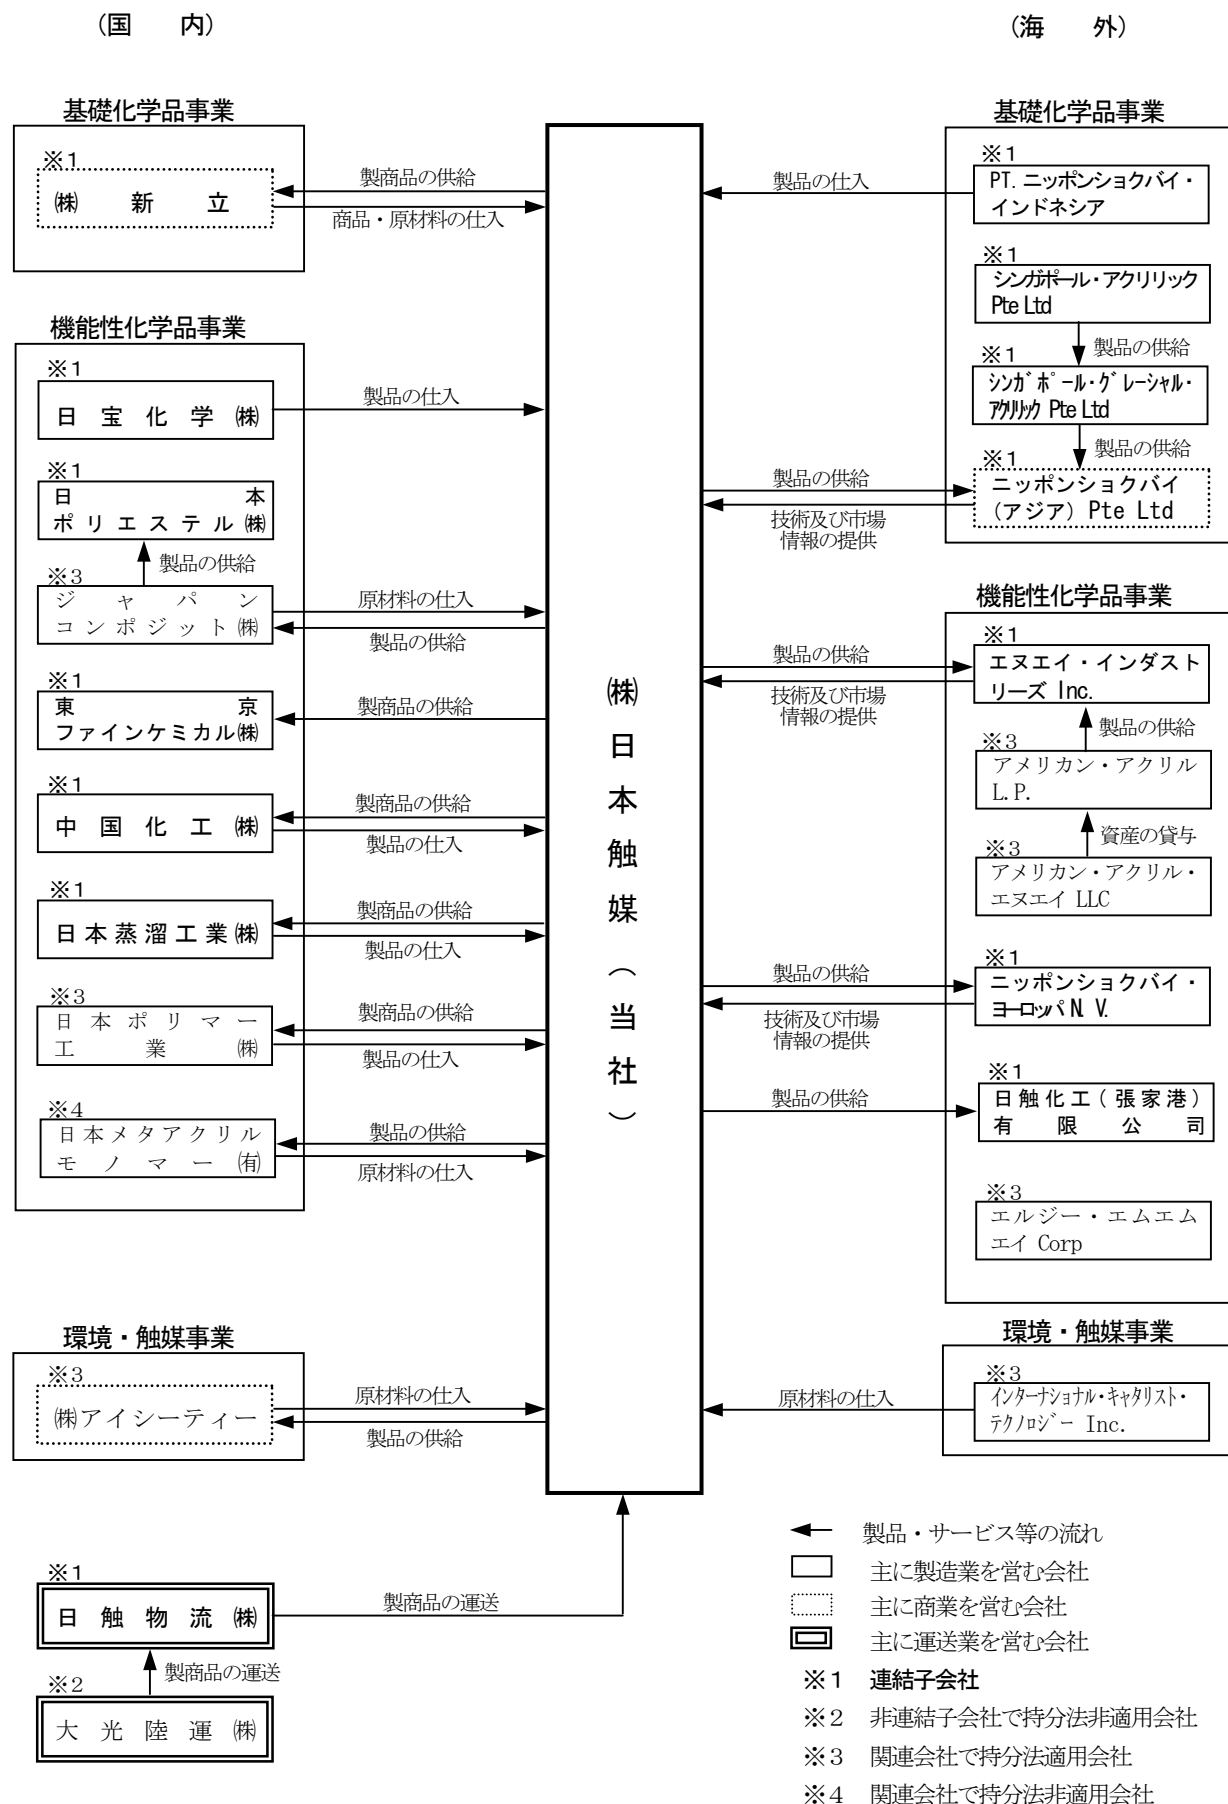 (国　内)
基礎化学品事業
※1
㈱　新　立
製商品の供給
商品・原材料の仕入
機能性化学品事業
※1
日宝化学㈱
製品の仕入
※1
日本
ポリエステル㈱
製品の供給
※3
ジャパン
コンポジット㈱
原材料の仕入
製品の供給
※1
東京
ファインケミカル㈱
製商品の供給
※1
中国化工㈱
製商品の供給
製品の仕入
※1
日本蒸溜工業㈱
製商品の供給
製品の仕入
※3
日本ポリマー
工業㈱
製商品の供給
製品の仕入
※4
日本メタアクリル
モノマー㈲
製品の供給
原材料の仕入
環境・触媒事業
※3
㈱アイシーティー
原材料の仕入
製品の供給
※1
日触物流㈱
製商品の運送
製商品の運送
※2
大光陸運㈱
㈱日本触媒（当社）
(海　外)
基礎化学品事業
※1
PT.ニッポンショクバイ・
インドネシア
製品の仕入
※1
シンガポール・アクリリック
Pte Ltd
製品の供給
※1
シンガポール・グレーシャル・
アクリリック Pte Ltd
製品の供給
※1
ニッポンショクバイ
(アジア) Pte Ltd
製品の供給
技術及び市場
情報の提供
機能性化学品事業
※1
エヌエイ・インダスト
リーズ Inc.
製品の供給
技術及び市場
情報の提供
製品の供給
※3
アメリカン・アクリル
L.P.
資産の貸与
※3
アメリカン・アクリル・
エヌエイ LLC
※1
ニッポンショクバイ・
ヨーロッパ N.V.
製品の供給
技術及び市場
情報の提供
※1
日触化工(張家港)
有限公司
製品の供給
※3
エルジー・エムエム
エイ Corp
環境・触媒事業
※3
インターナショナル・キャタリスト・
テクノロジー Inc.
原材料の仕入
製品・サービス等の流れ
主に製造業を営む会社
主に商業を営む会社
主に運送業を営む会社
※1　連結子会社
※2　非連結子会社で持分法非適用会社
※3　関連会社で持分法適用会社
※4　関連会社で持分法非適用会社